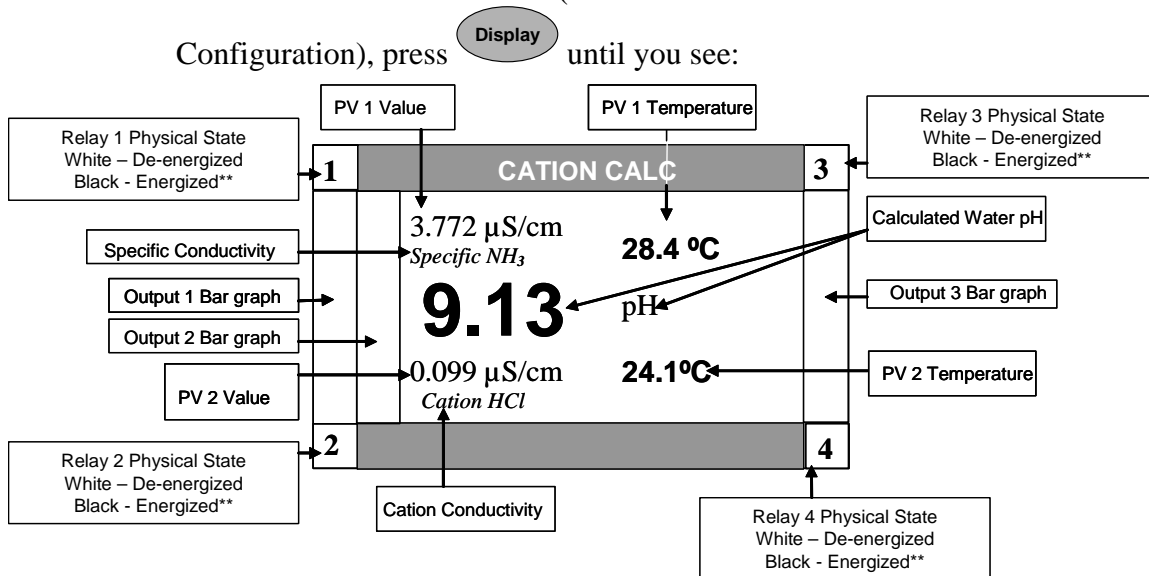 (
Configuration), press Display until you see:
PV 1 Value
PV 1 Temperature
Relay 1 Physical State
White – De-energized
Black - Energized**
Relay 3 Physical State
White – De-energized
Black - Energized**
1
CATION CALC
3
3.772 µS/cm
Specific NH₃
28.4 ºC
Calculated Water pH
Specific Conductivity
Output 1 Bar graph
9.13
pH
Output 3 Bar graph
Output 2 Bar graph
0.099 µS/cm
Cation HCl
24.1ºC
PV 2 Temperature
PV 2 Value
2
4
Relay 2 Physical State
White – De-energized
Black - Energized**
Cation Conductivity
Relay 4 Physical State
White – De-energized
Black - Energized**